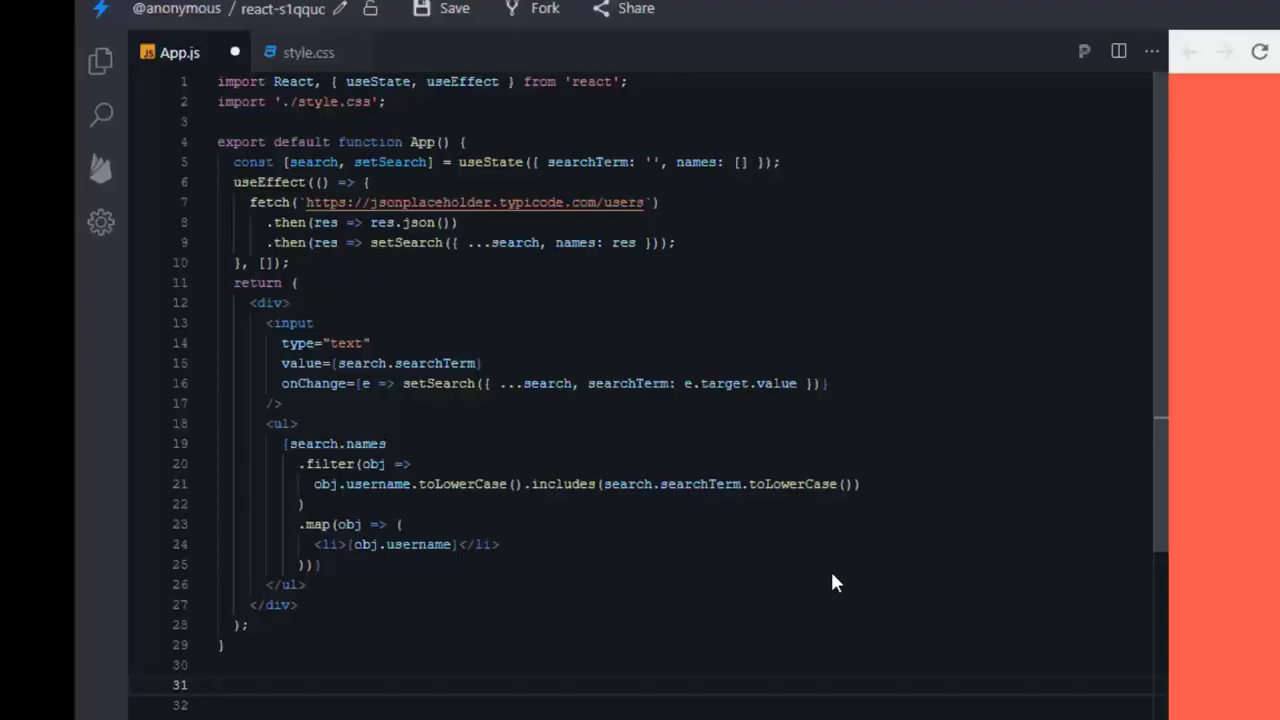 @anonymous / react-s1qquc Save Fork Share
JS App.js style.css
1 import React, { useState, useEffect } from 'react';
2 import './style.css';
3
4 export default function App() {
5 const [search, setSearch] = useState({ searchTerm: '', names: [] });
6 useEffect(() => {
7 fetch(`https://jsonplaceholder.typicode.com/users`)
8 .then(res => res.json())
9 .then(res => setSearch({ ...search, names: res }));
10 }, []);
11 return (
12 <div>
13 <input
14 type="text"
15 value={search.searchTerm}
16 onChange={e => setSearch({ ...search, searchTerm: e.target.value })}
17 />
18 <ul>
19 {search.names
20 .filter(obj =>
21 obj.username.toLowerCase().includes(search.searchTerm.toLowerCase())
22 )
23 .map(obj => (
24 <li>{obj.username}</li>
25 ))}
26 </ul>
27 </div>
28 );
29 }
30
31
32